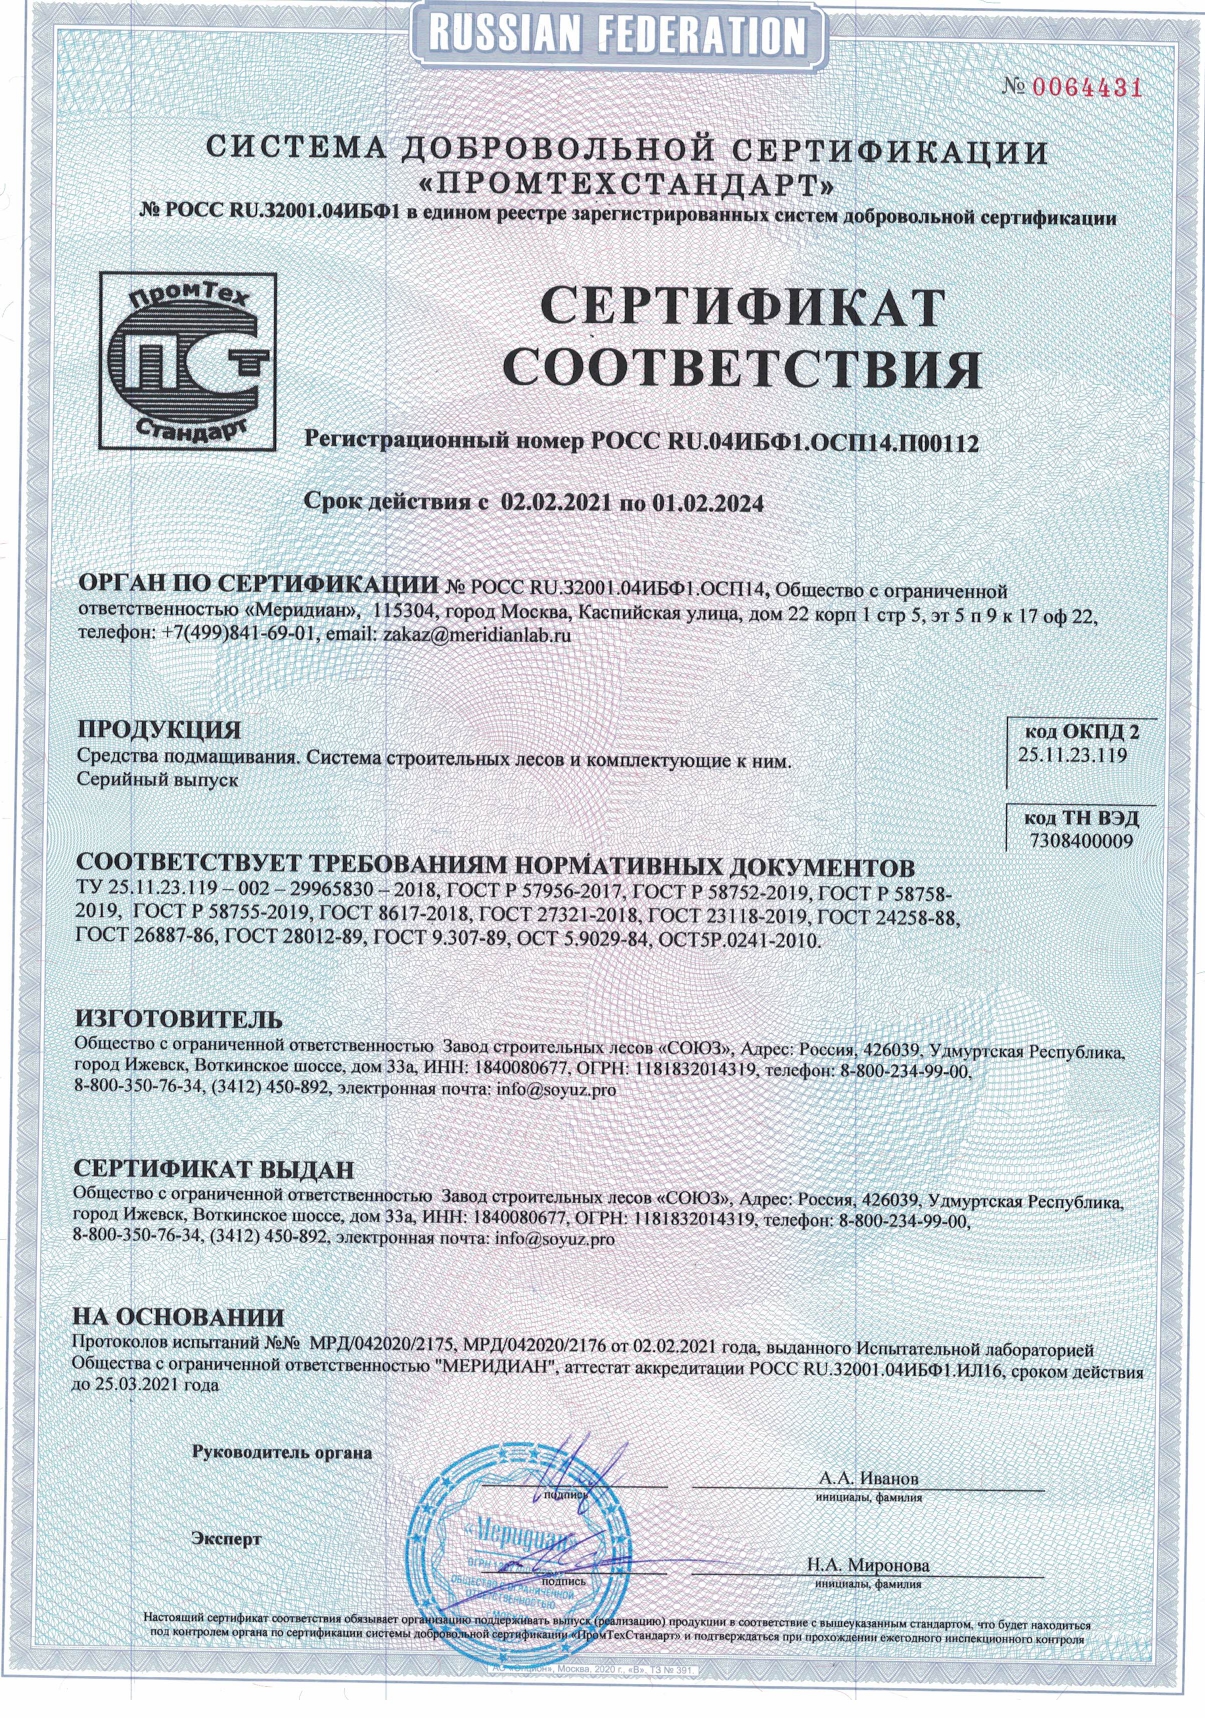 RUSSIAN FEDERATION
№ 0064431
СИСТЕМА ДОБРОВОЛЬНОЙ СЕРТИФИКАЦИИ
«ПРОМТЕХСТАНДАРТ»
№ РОСС RU.32001.04ИБФ1 в едином реестре зарегистрированных систем добровольной сертификации
ПромТех
ПСТ
Стандарт
СЕРТИФИКАТ
СООТВЕТСТВИЯ
Регистрационный номер РОСС RU.04ИБФ1.ОСП14.П00112
Срок действия с 02.02.2021 по 01.02.2024
ОРГАН ПО СЕРТИФИКАЦИИ № РОСС RU.32001.04ИБФ1.ОСП14, Общество с ограниченной
ответственностью «Меридиан», 115304, город Москва, Каспийская улица, дом 22 корп 1 стр 5, эт 5 п 9 к 17 оф 22,
телефон: +7(499)841-69-01, email: zakaz@meridianlab.ru
ПРОДУКЦИЯ
Средства подмащивания. Система строительных лесов и комплектующие к ним.
Серийный выпуск
код ОКПД 2
25.11.23.119
код ТН ВЭД
7308400009
СООТВЕТСТВУЕТ ТРЕБОВАНИЯМ НОРМАТИВНЫХ ДОКУМЕНТОВ
ТУ 25.11.23.119 – 002 – 29965830 – 2018, ГОСТ Р 57956-2017, ГОСТ Р 58752-2019, ГОСТ Р 58758-
2019, ГОСТ Р 58755-2019, ГОСТ 8617-2018, ГОСТ 27321-2018, ГОСТ 23118-2019, ГОСТ 24258-88,
ГОСТ 26887-86, ГОСТ 28012-89, ГОСТ 9.307-89, ОСТ 5.9029-84, ОСТ5Р.0241-2010.
ИЗГОТОВИТЕЛЬ
Общество с ограниченной ответственностью Завод строительных лесов «СОЮЗ», Адрес: Россия, 426039, Удмуртская Республика,
город Ижевск, Воткинское шоссе, дом 33а, ИНН: 1840080677, ОГРН: 1181832014319, телефон: 8-800-234-99-00,
8-800-350-76-34, (3412) 450-892, электронная почта: info@soyuz.pro
СЕРТИФИКАТ ВЫДАН
Общество с ограниченной ответственностью Завод строительных лесов «СОЮЗ», Адрес: Россия, 426039, Удмуртская Республика,
город Ижевск, Воткинское шоссе, дом 33а, ИНН: 1840080677, ОГРН: 1181832014319, телефон: 8-800-234-99-00,
8-800-350-76-34, (3412) 450-892, электронная почта: info@soyuz.pro
НА ОСНОВАНИИ
Протоколов испытаний №№ МРД/042020/2175, МРД/042020/2176 от 02.02.2021 года, выданного Испытательной лабораторией
Общества с ограниченной ответственностью "МЕРИДИАН", аттестат аккредитации РОСС RU.32001.04ИБФ1.ИЛ16, сроком действия
до 25.03.2021 года
Руководитель органа
подпись
А.А. Иванов
инициалы, фамилия
«Меридиан»
ОГРН
ОБЩЕСТВО С ОГРАНИЧЕННОЙ
ОТВЕТСТВЕННОСТЬЮ
Эксперт
подпись
Н.А. Миронова
инициалы, фамилия
Настоящий сертификат соответствия обязывает организацию поддерживать выпуск (реализацию) продукции в соответствие с вышеуказанным стандартом, что будет находиться
под контролем органа по сертификации системы добровольной сертификации «ПромТехСтандарт» и подтверждаться при прохождении ежегодного инспекционного контроля
АО «Опцион», Москва, 2020 г., «В», ТЗ № 391.